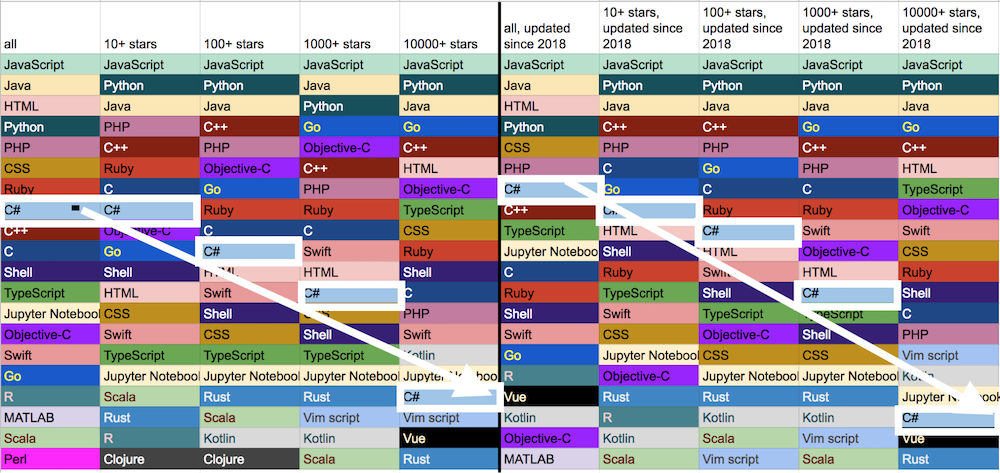 10+ stars, 100+ stars, 1000+ stars, 10000+ stars,
all, updated updated since updated since updated since updated since
all 10+ stars 100+ stars 1000+ stars 10000+ stars since 2018 2018 2018 2018 2018
JavaScript JavaScript JavaScript JavaScript JavaScript JavaScript JavaScript JavaScript JavaScript JavaScript
Java Python Python Java Python Java Python Python Python Python
HTML Java Java Python Java HTML Java Java Java Java
Python PHP C++ Go Go Python C++ C++ Go Go
PHP C++ PHP Objective-C C++ CSS PHP PHP C++ C++
CSS Ruby Objective-C C++ HTML PHP C Go PHP HTML
Ruby C Go PHP Objective-C C# Go C C TypeScript
C# C# Ruby Ruby TypeScript C++ C# Ruby Ruby Objective-C
C++ Objective-C C C CSS TypeScript HTML C# Swift Swift
C Go C# Swift Ruby Jupyter Noteboo Shell HTML Objective-C CSS
Shell Shell HTML HTML Shell C Ruby Swift HTML Ruby
TypeScript HTML Swift C# C Ruby TypeScript Shell C# Shell
Jupyter Notebook CSS Shell CSS PHP Shell Swift TypeScript TypeScript C
Objective-C Swift CSS Shell Swift Swift CSS Objective-C Shell PHP
Swift TypeScript TypeScript TypeScript Kotlin Go Jupyter Notebook CSS CSS Vim script
Go Jupyter Notebook Jupyter Notebook Jupyter Notebook Jupyter Notebook R Objective-C Jupyter Notebook Jupyter Notebook Kotlin
R Scala Rust Rust C# Vue Rust Rust Rust Jupyter Notebook
MATLAB Rust Scala Vim script Vim script Kotlin R Kotlin Kotlin C#
Scala R Kotlin Kotlin Vue Objective-C Kotlin Scala Vim script Vue
Perl Clojure Clojure Scala Rust MATLAB Scala Vim script Scala Rust